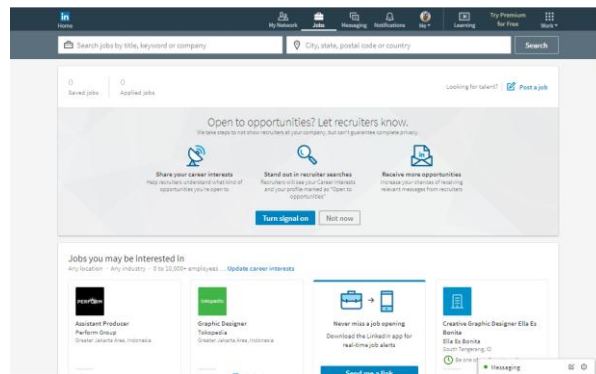 in
Home
My Network
Jobs
Messaging
Notifications
Me
Learning
Try Premium
for Free
Work
Search jobs by title, keyword or company
City, state, postal code or country
Search
0
Saved jobs
0
Applied jobs
Looking for talent?
Post a job
Open to opportunities? Let recruiters know.
We take steps to not show recruiters at your company, but can't guarantee complete privacy.
Share your career interests
Help recruiters understand what kind of
opportunities you're open to
Stand out in recruiter searches
Recruiters will see your Career Interests
and your profile marked as "Open to
opportunities"
Receive more opportunities
Increase your chances of receiving
relevant messages from recruiters
Turn signal on
Not now
Jobs you may be interested in
Any location · Any industry · 0 to 10,000+ employees ... Update career interests
PERFORM
Assistant Producer
Perform Group
Greater Jakarta Area, Indonesia
tokopedia
Graphic Designer
Tokopedia
Greater Jakarta Area, Indonesia
Never miss a job opening
Download the LinkedIn app for
real-time job alerts
Send me a link
Creative Graphic Designer Ella Es
Bonita
Ella Es Bonita
South Tangerang, ID
Be one of
Messaging